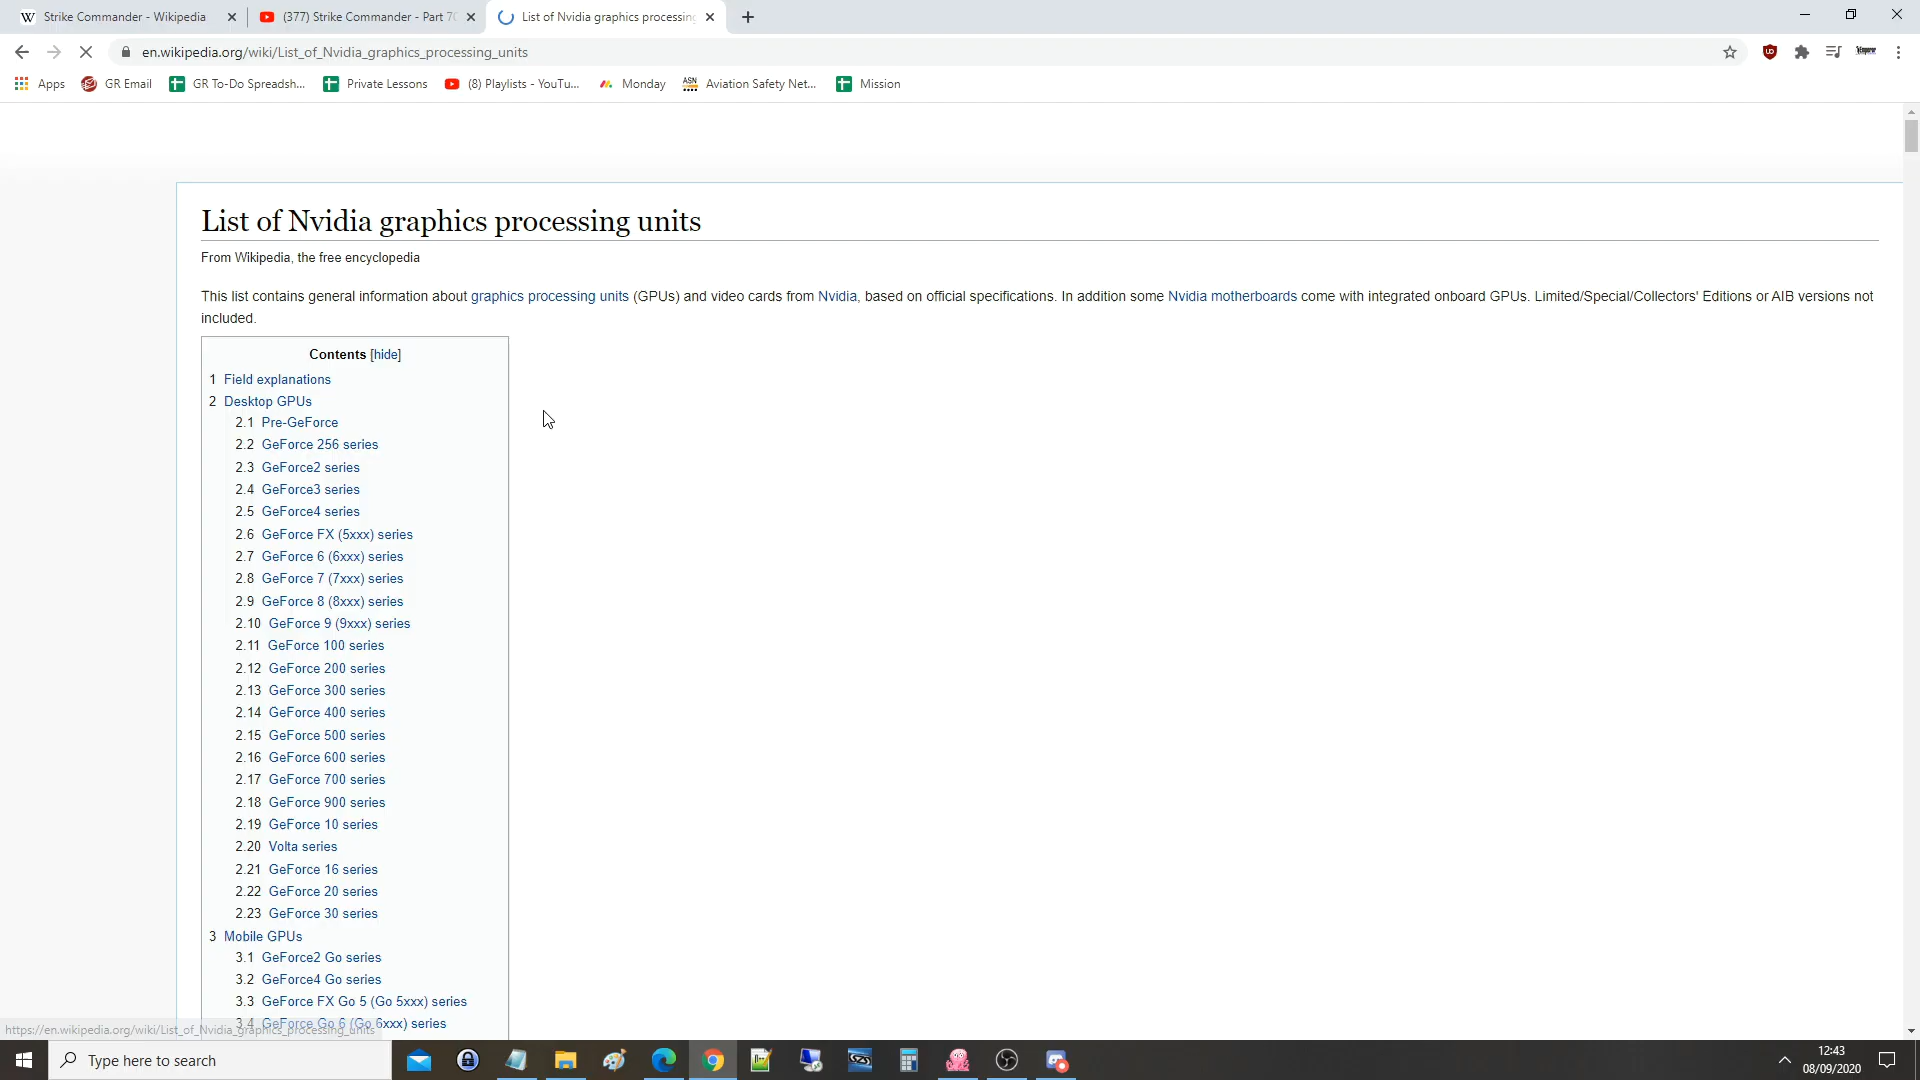 Strike Commander - Wikipedia
(377) Strike Commander - Part 7
List of Nvidia graphics processing
en.wikipedia.org/wiki/List_of_Nvidia_graphics_processing_units
Apps
GR Email
GR To-Do Spreadsh...
Private Lessons
(8) Playlists - YouTu...
Monday
ASN
Aviation Safety Net...
Mission
List of Nvidia graphics processing units
From Wikipedia, the free encyclopedia
This list contains general information about graphics processing units (GPUs) and video cards from Nvidia, based on official specifications. In addition some Nvidia motherboards come with integrated onboard GPUs. Limited/Special/Collectors' Editions or AIB versions not
included.
Contents [hide]
1 Field explanations
2 Desktop GPUs
2.1 Pre-GeForce
2.2 GeForce 256 series
2.3 GeForce2 series
2.4 GeForce3 series
2.5 GeForce4 series
2.6 GeForce FX (5xxx) series
2.7 GeForce 6 (6xxx) series
2.8 GeForce 7 (7xxx) series
2.9 GeForce 8 (8xxx) series
2.10 GeForce 9 (9xxx) series
2.11 GeForce 100 series
2.12 GeForce 200 series
2.13 GeForce 300 series
2.14 GeForce 400 series
2.15 GeForce 500 series
2.16 GeForce 600 series
2.17 GeForce 700 series
2.18 GeForce 900 series
2.19 GeForce 10 series
2.20 Volta series
2.21 GeForce 16 series
2.22 GeForce 20 series
2.23 GeForce 30 series
3 Mobile GPUs
3.1 GeForce2 Go series
3.2 GeForce4 Go series
3.3 GeForce FX Go 5 (Go 5xxx) series
3.4 GeForce Go 6 (Go 6xxx) series
https://en.wikipedia.org/wiki/List_of_Nvidia_graphics_processing_units
Type here to search
12:43
08/09/2020